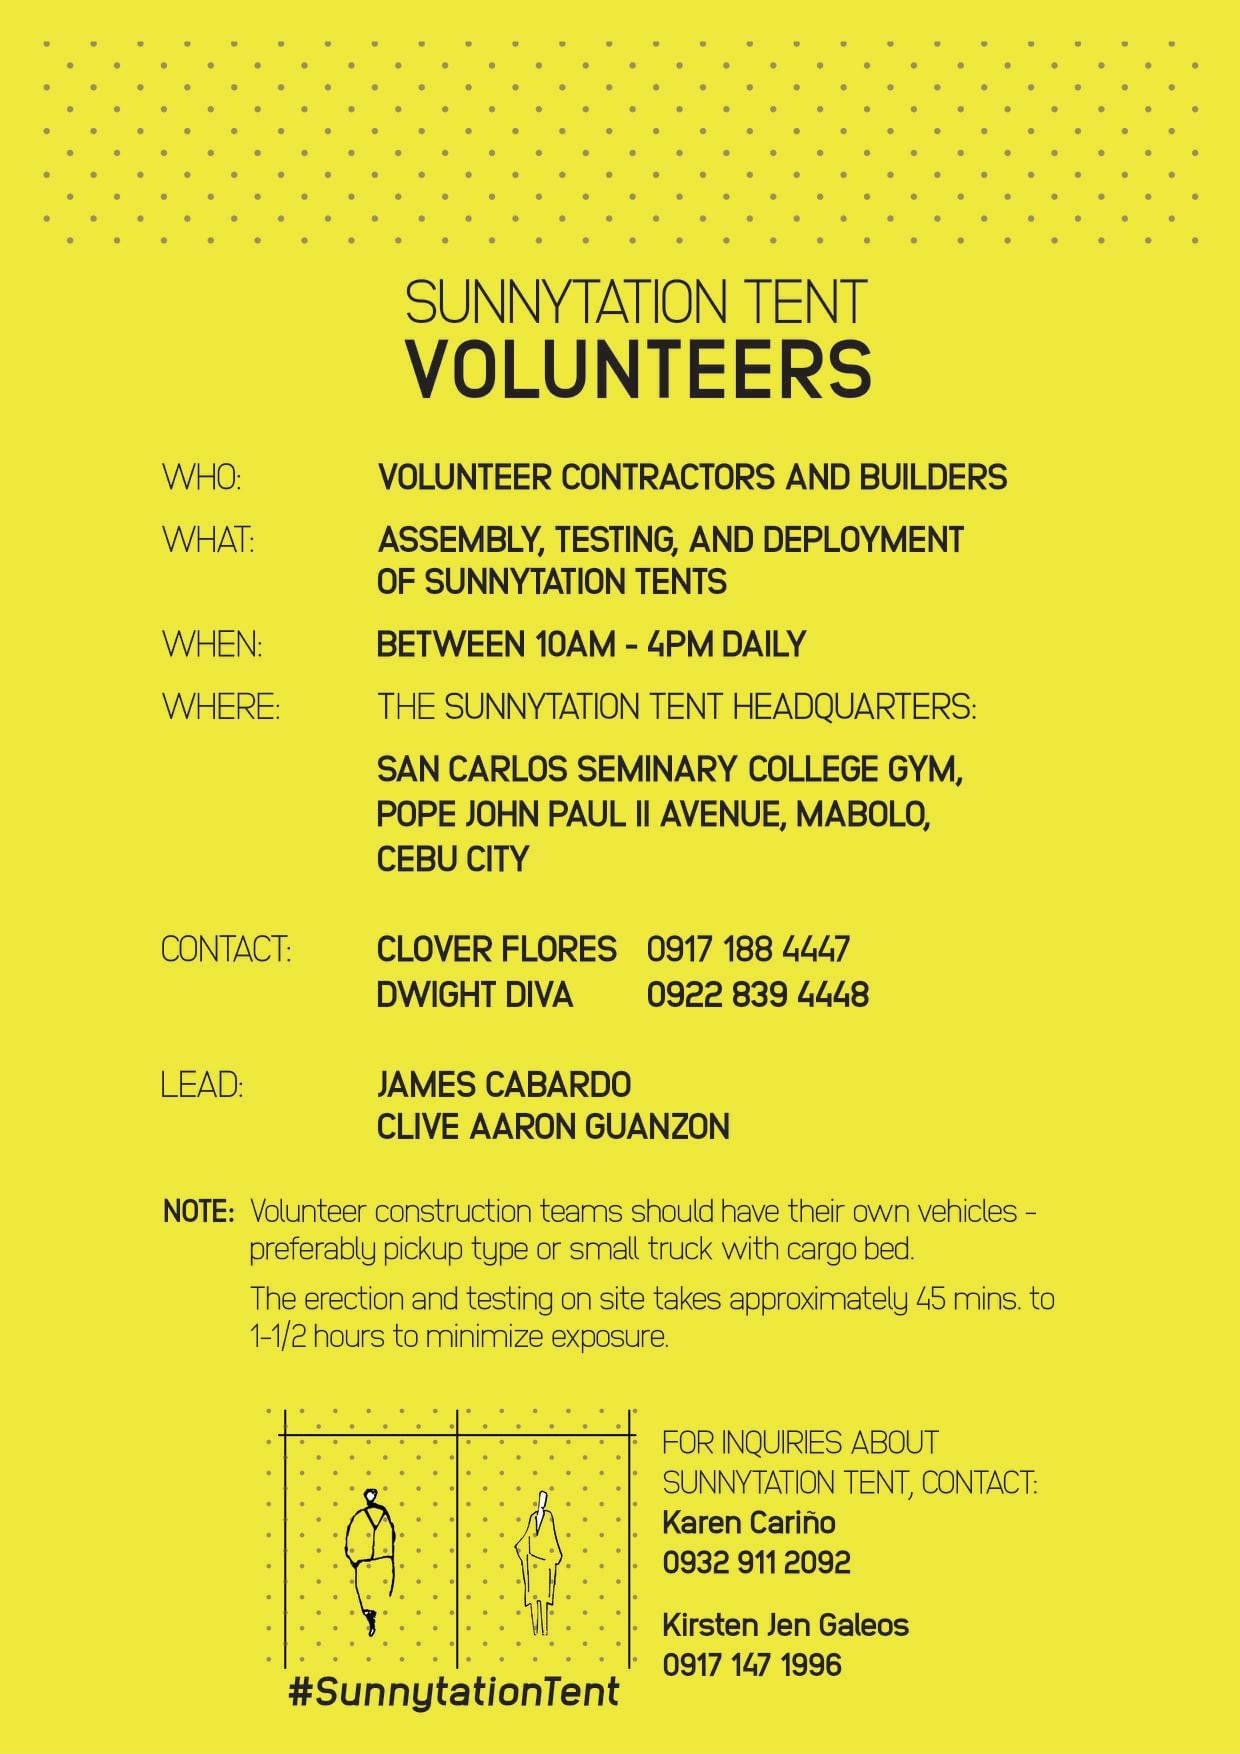 SUNNYTATION TENT
VOLUNTEERS
WHO: VOLUNTEER CONTRACTORS AND BUILDERS
WHAT: ASSEMBLY, TESTING, AND DEPLOYMENT
OF SUNNYTATION TENTS
WHEN: BETWEEN 10AM - 4PM DAILY
WHERE: THE SUNNYTATION TENT HEADQUARTERS:
SAN CARLOS SEMINARY COLLEGE GYM,
POPE JOHN PAUL II AVENUE, MABOLO,
CEBU CITY
CONTACT: CLOVER FLORES 0917 188 4447
DWIGHT DIVA 0922 839 4448
LEAD: JAMES CABARDO
CLIVE AARON GUANZON
NOTE: Volunteer construction teams should have their own vehicles -
preferably pickup type or small truck with cargo bed.
The erection and testing on site takes approximately 45 mins. to
1-1/2 hours to minimize exposure.
FOR INQUIRIES ABOUT
SUNNYTATION TENT, CONTACT:
Karen Cariño
0932 911 2092
Kirsten Jen Galeos
0917 147 1996
#SunnytationTent